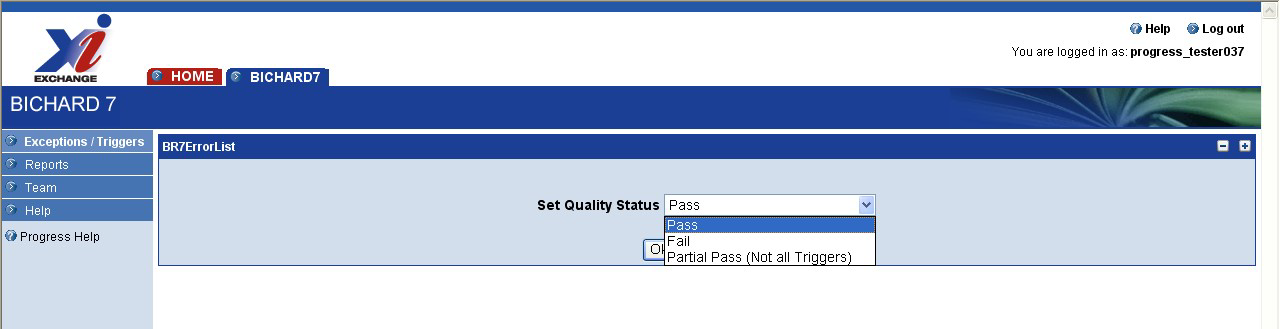 Help Log out
You are logged in as: progress_tester037
Xi
EXCHANGE
HOME BICHARD7
BICHARD 7
Exceptions / Triggers
Reports
Team
Help
Progress Help
BR7ErrorList
Set Quality Status Pass
Pass
Fail
Partial Pass (Not all Triggers)